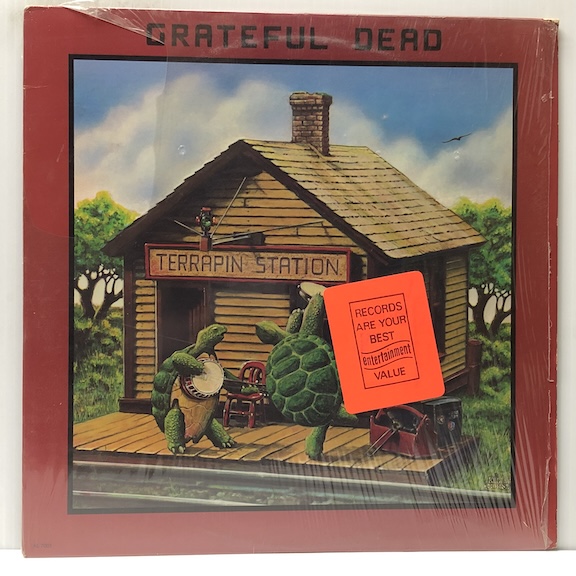 GRATEFUL DEAD
TERRAPIN STATION
RECORDS
ARE YOUR
BEST
entertainment
VALUE